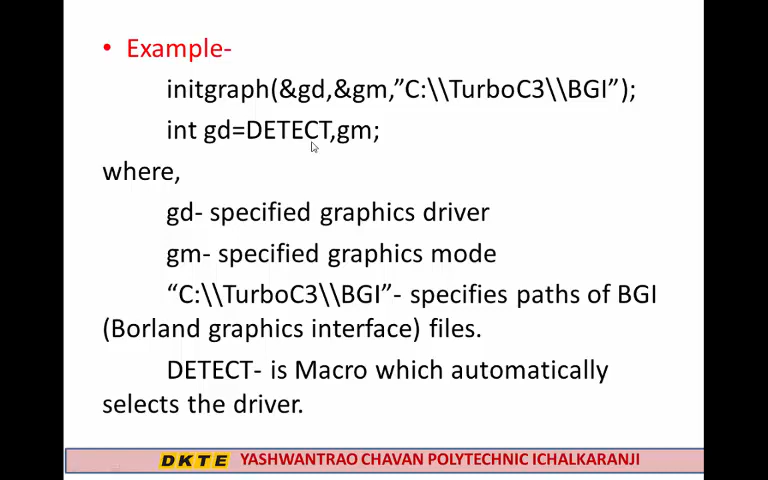 • Example-
initgraph(&gd,&gm,”C:\\TurboC3\\BGI”);
int gd=DETECT,gm;
where,
gd- specified graphics driver
gm- specified graphics mode
“C:\\TurboC3\\BGI”- specifies paths of BGI
(Borland graphics interface) files.
DETECT- is Macro which automatically
selects the driver.
DKTE YASHWANTRAO CHAVAN POLYTECHNIC ICHALKARANJI